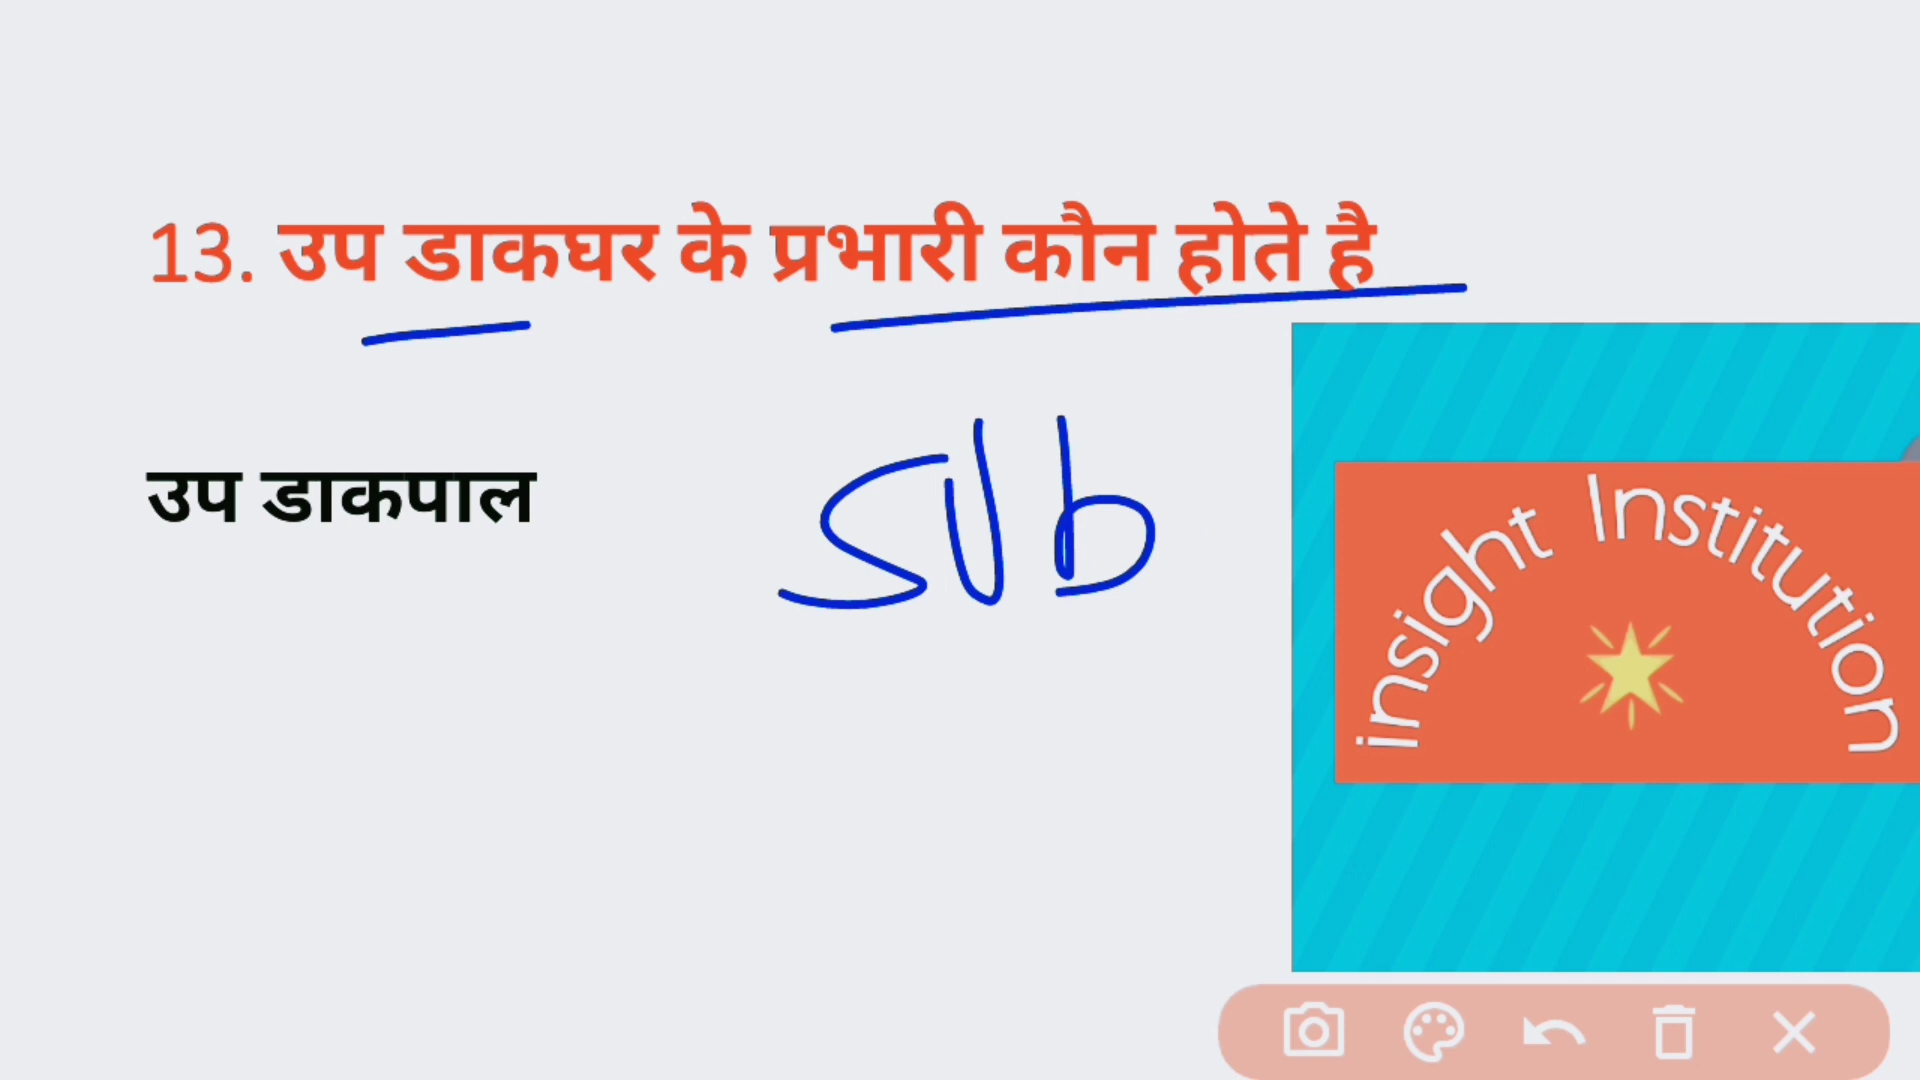 13. उप डाकघर के प्रभारी कौन होते है
उप डाकपाल
sub
insight Institution